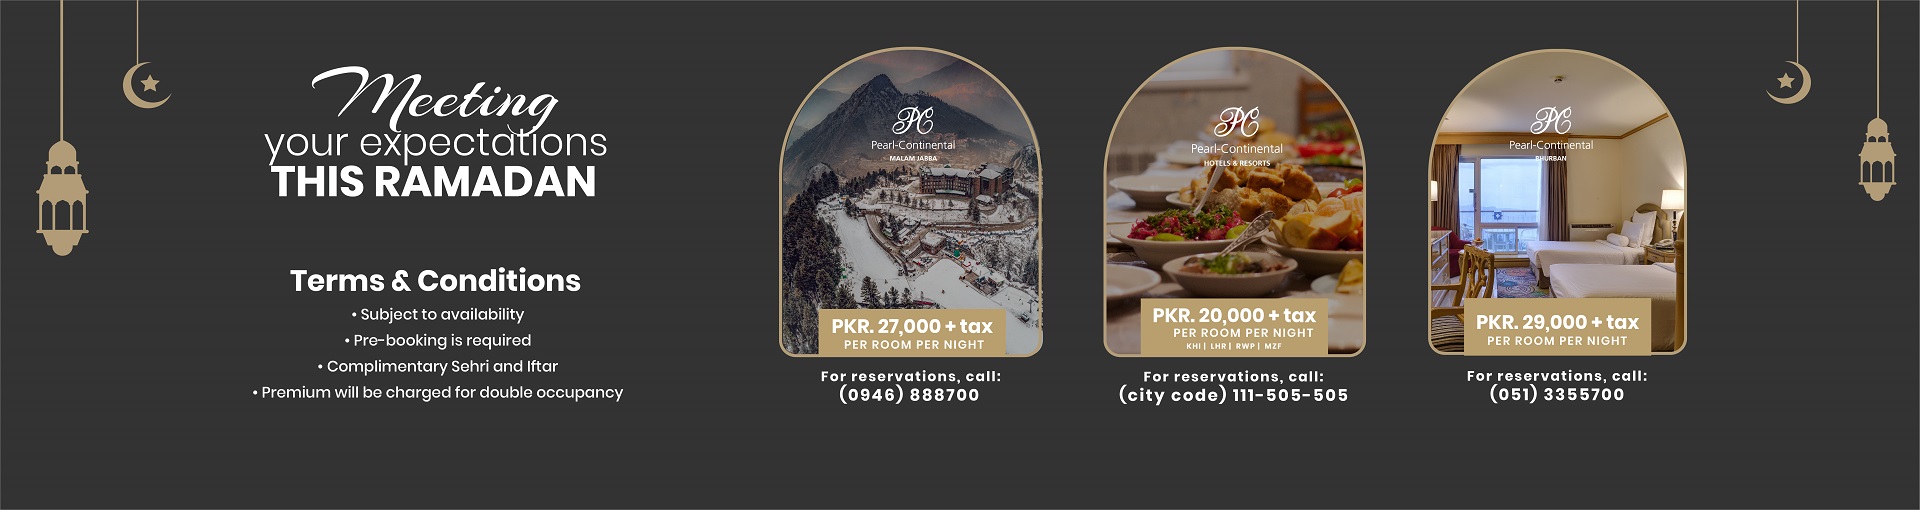 Meeting
your expectations
THIS RAMADAN
Terms & Conditions
• Subject to availability
• Pre-booking is required
• Complimentary Sehri and Iftar
• Premium will be charged for double occupancy
PC
Pearl-Continental
MALAM JABBA
PKR. 27,000 + tax
PER ROOM PER NIGHT
For reservations, call:
(0946) 888700
PC
Pearl-Continental
HOTELS & RESORTS
PKR. 20,000 + tax
PER ROOM PER NIGHT
KHI | LHR | RWP | MZF
For reservations, call:
(city code) 111-505-505
PC
Pearl-Continental
BHURBAN
PKR. 29,000 + tax
PER ROOM PER NIGHT
For reservations, call:
(051) 3355700